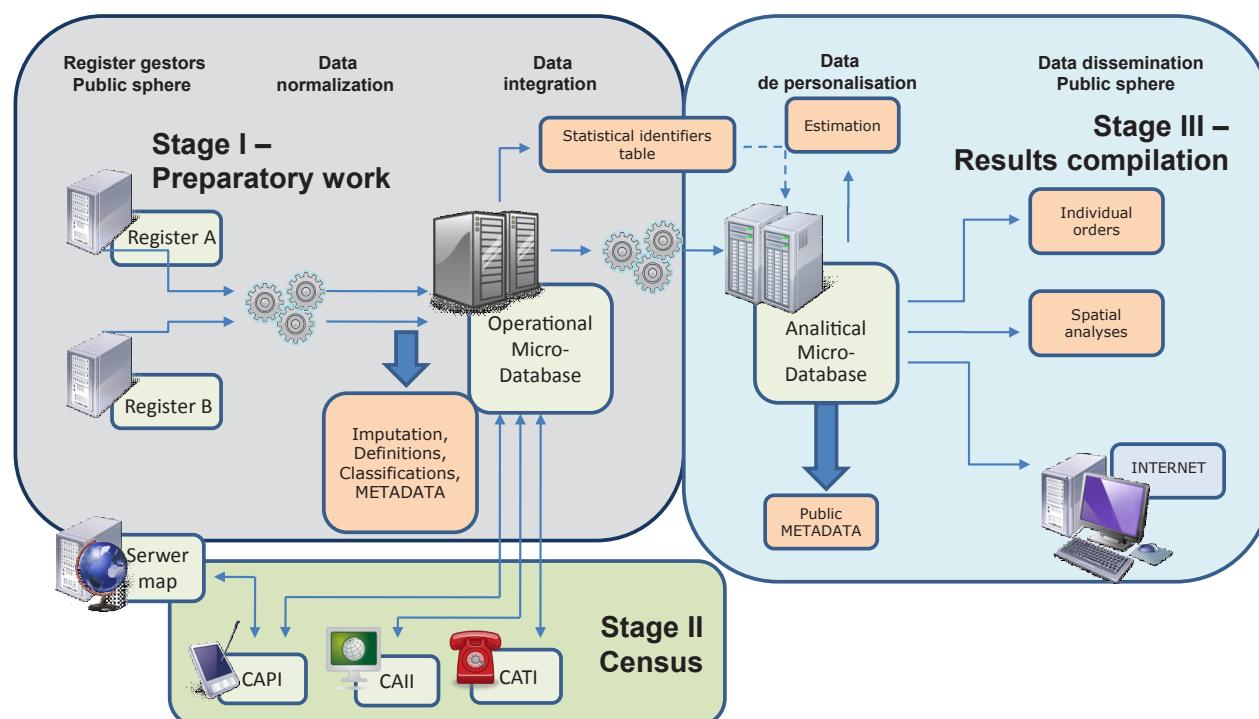 Register gestors
Public sphere
Data
normalization
Data
integration
Data
de personalisation
Data dissemination
Public sphere
Stage I –
Preparatory work
Statistical identifiers
table
Estimation
Stage III –
Results compilation
Register A
Register B
Operational
Micro-
Database
Imputation,
Definitions,
Classifications,
METADATA
Analitical
Micro-
Database
Individual
orders
Spatial
analyses
INTERNET
Public
METADATA
Serwer
map
Stage II
Census
CAPI
CAII
CATI